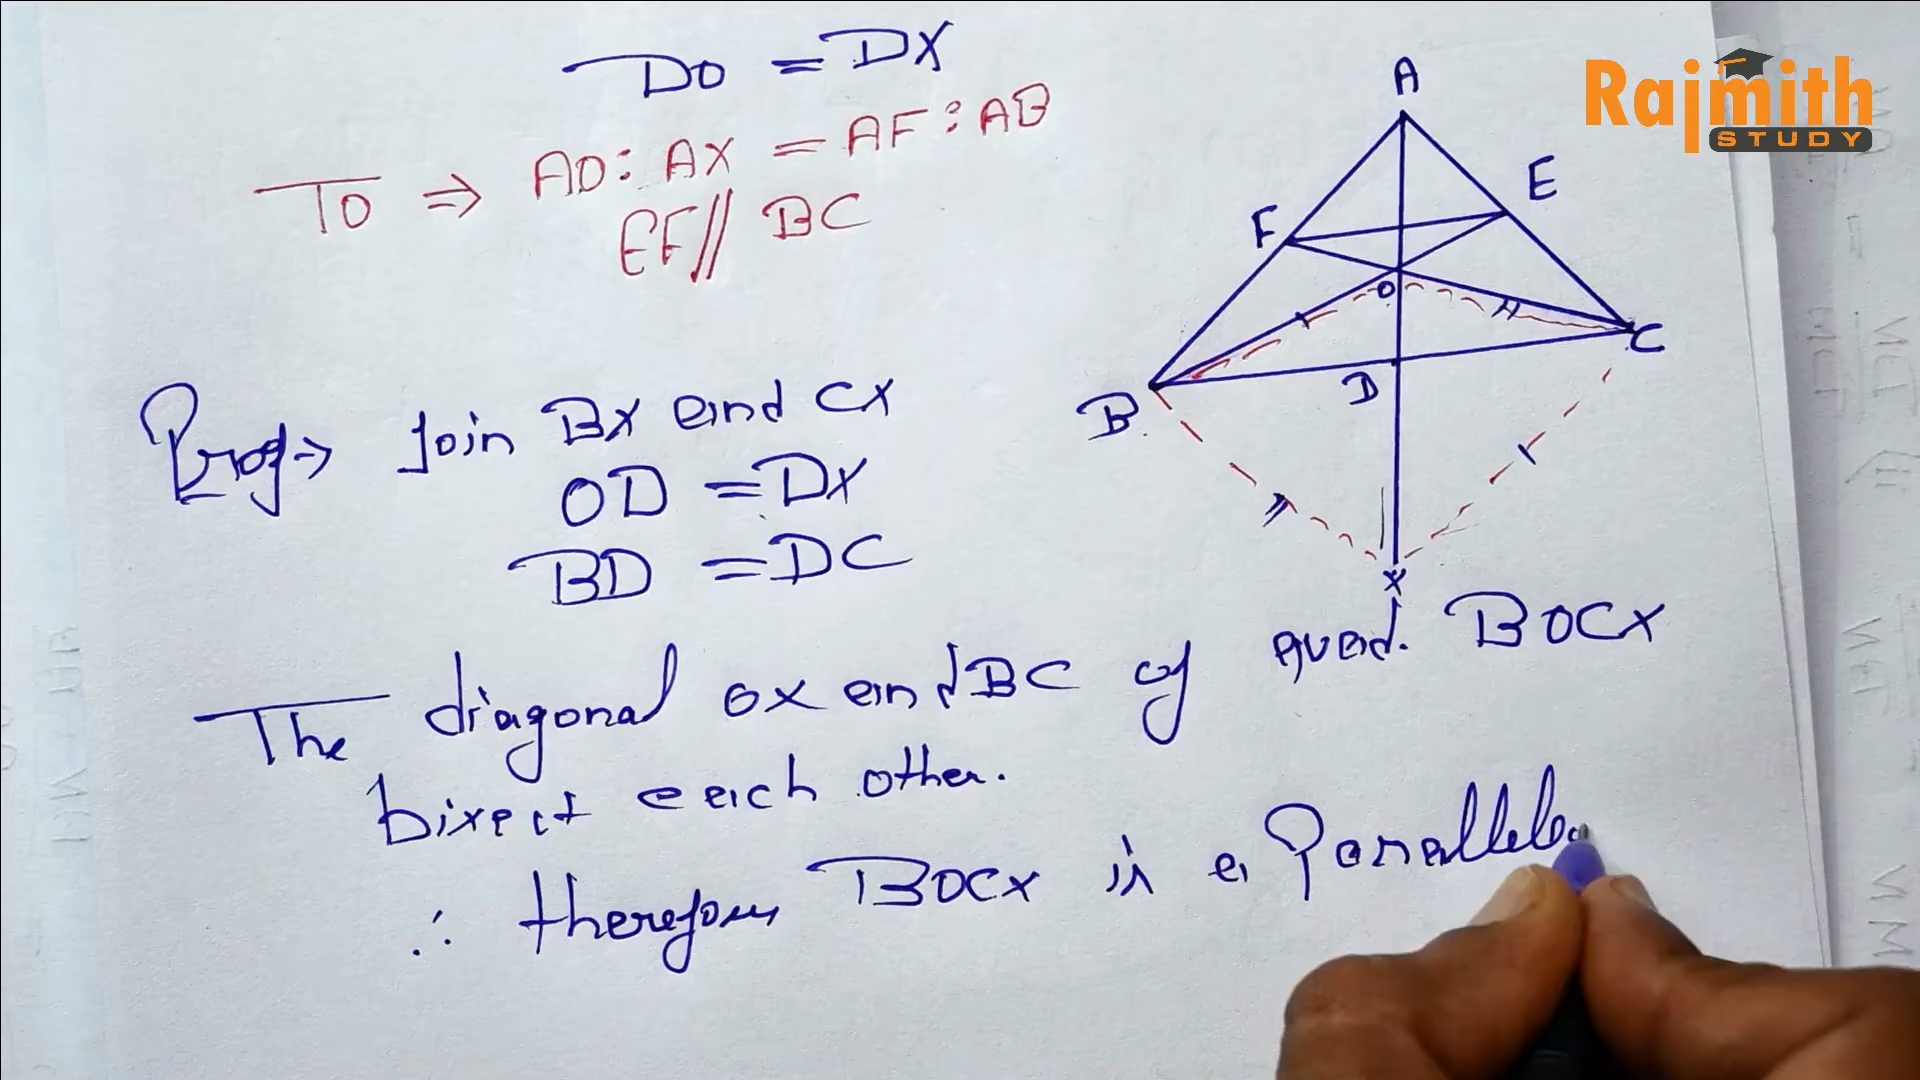 DO = DX
TO ⇒ AD : AX = AF : AB
EF // BC
Proof → Join BX and CX
OD = DX
BD = DC
The diagonal OX and BC of quad. BOCX
bisect each other.
∴ therefore BOCX is a Parallelo
A
F
E
O
B
D
C
X
Rajmith
STUDY